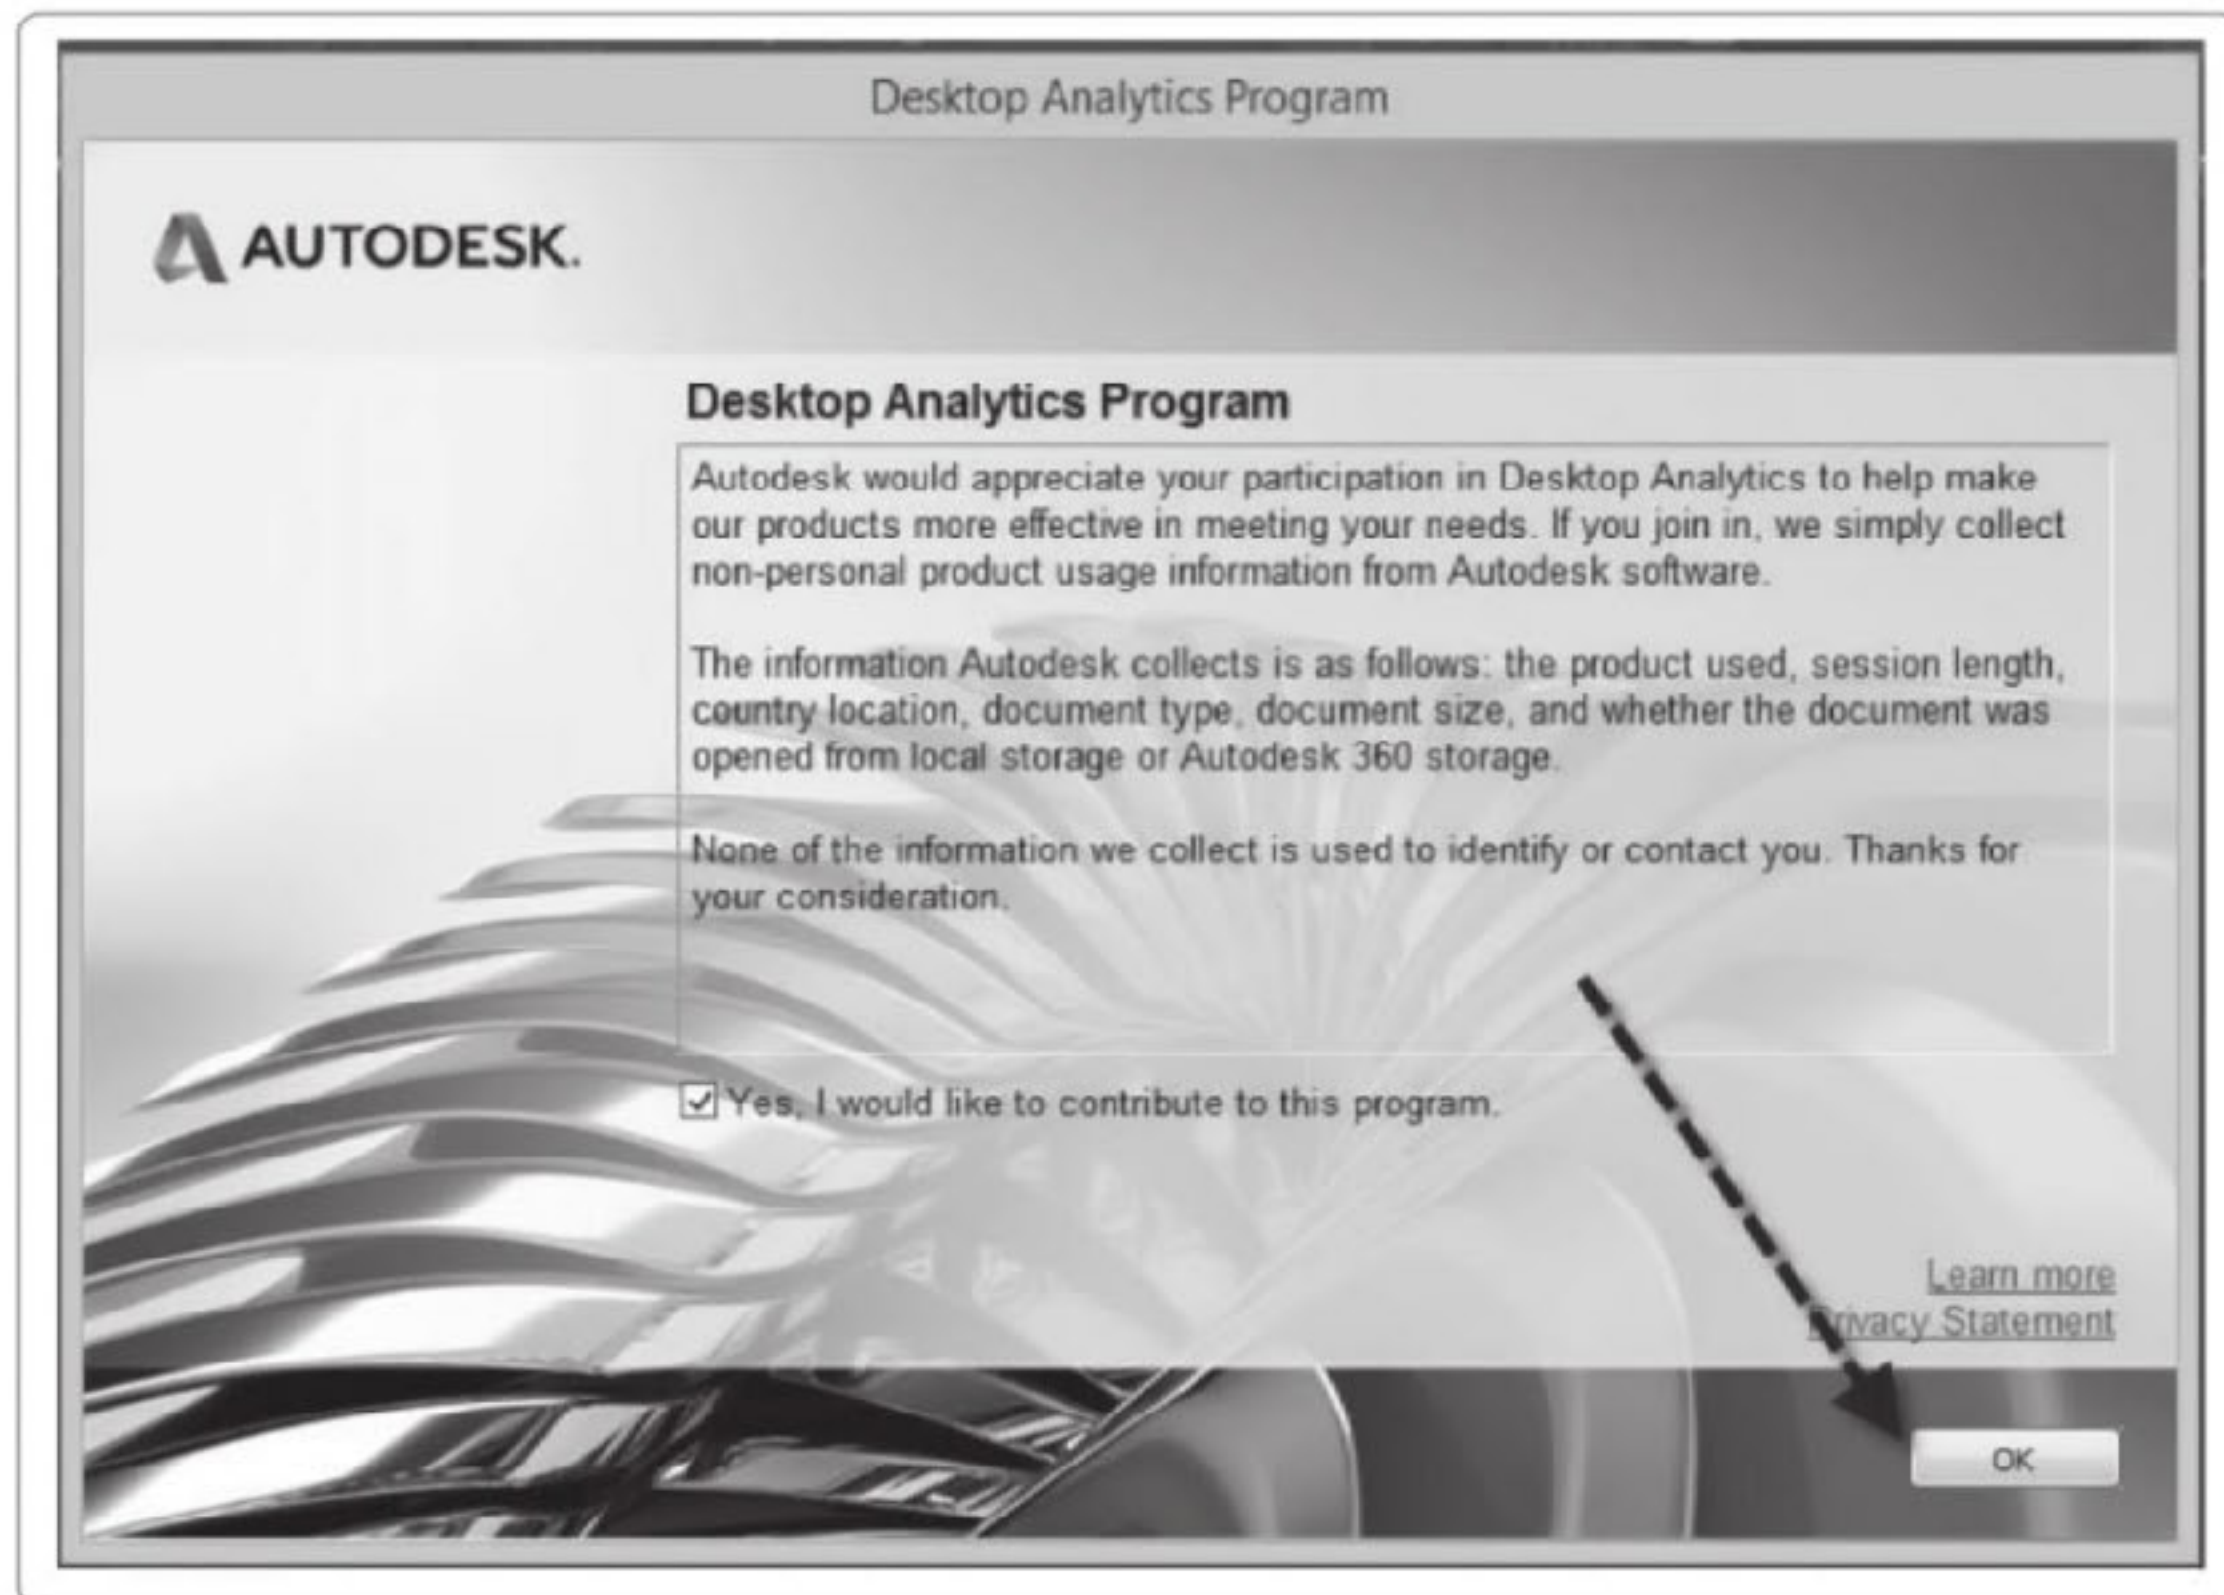 Desktop Analytics Program
AUTODESK.
Desktop Analytics Program
Autodesk would appreciate your participation in Desktop Analytics to help make
our products more effective in meeting your needs. If you join in, we simply collect
non-personal product usage information from Autodesk software.
The information Autodesk collects is as follows: the product used, session length,
country location, document type, document size, and whether the document was
opened from local storage or Autodesk 360 storage.
None of the information we collect is used to identify or contact you. Thanks for
your consideration.
Yes, I would like to contribute to this program.
Learn more
Privacy Statement
OK